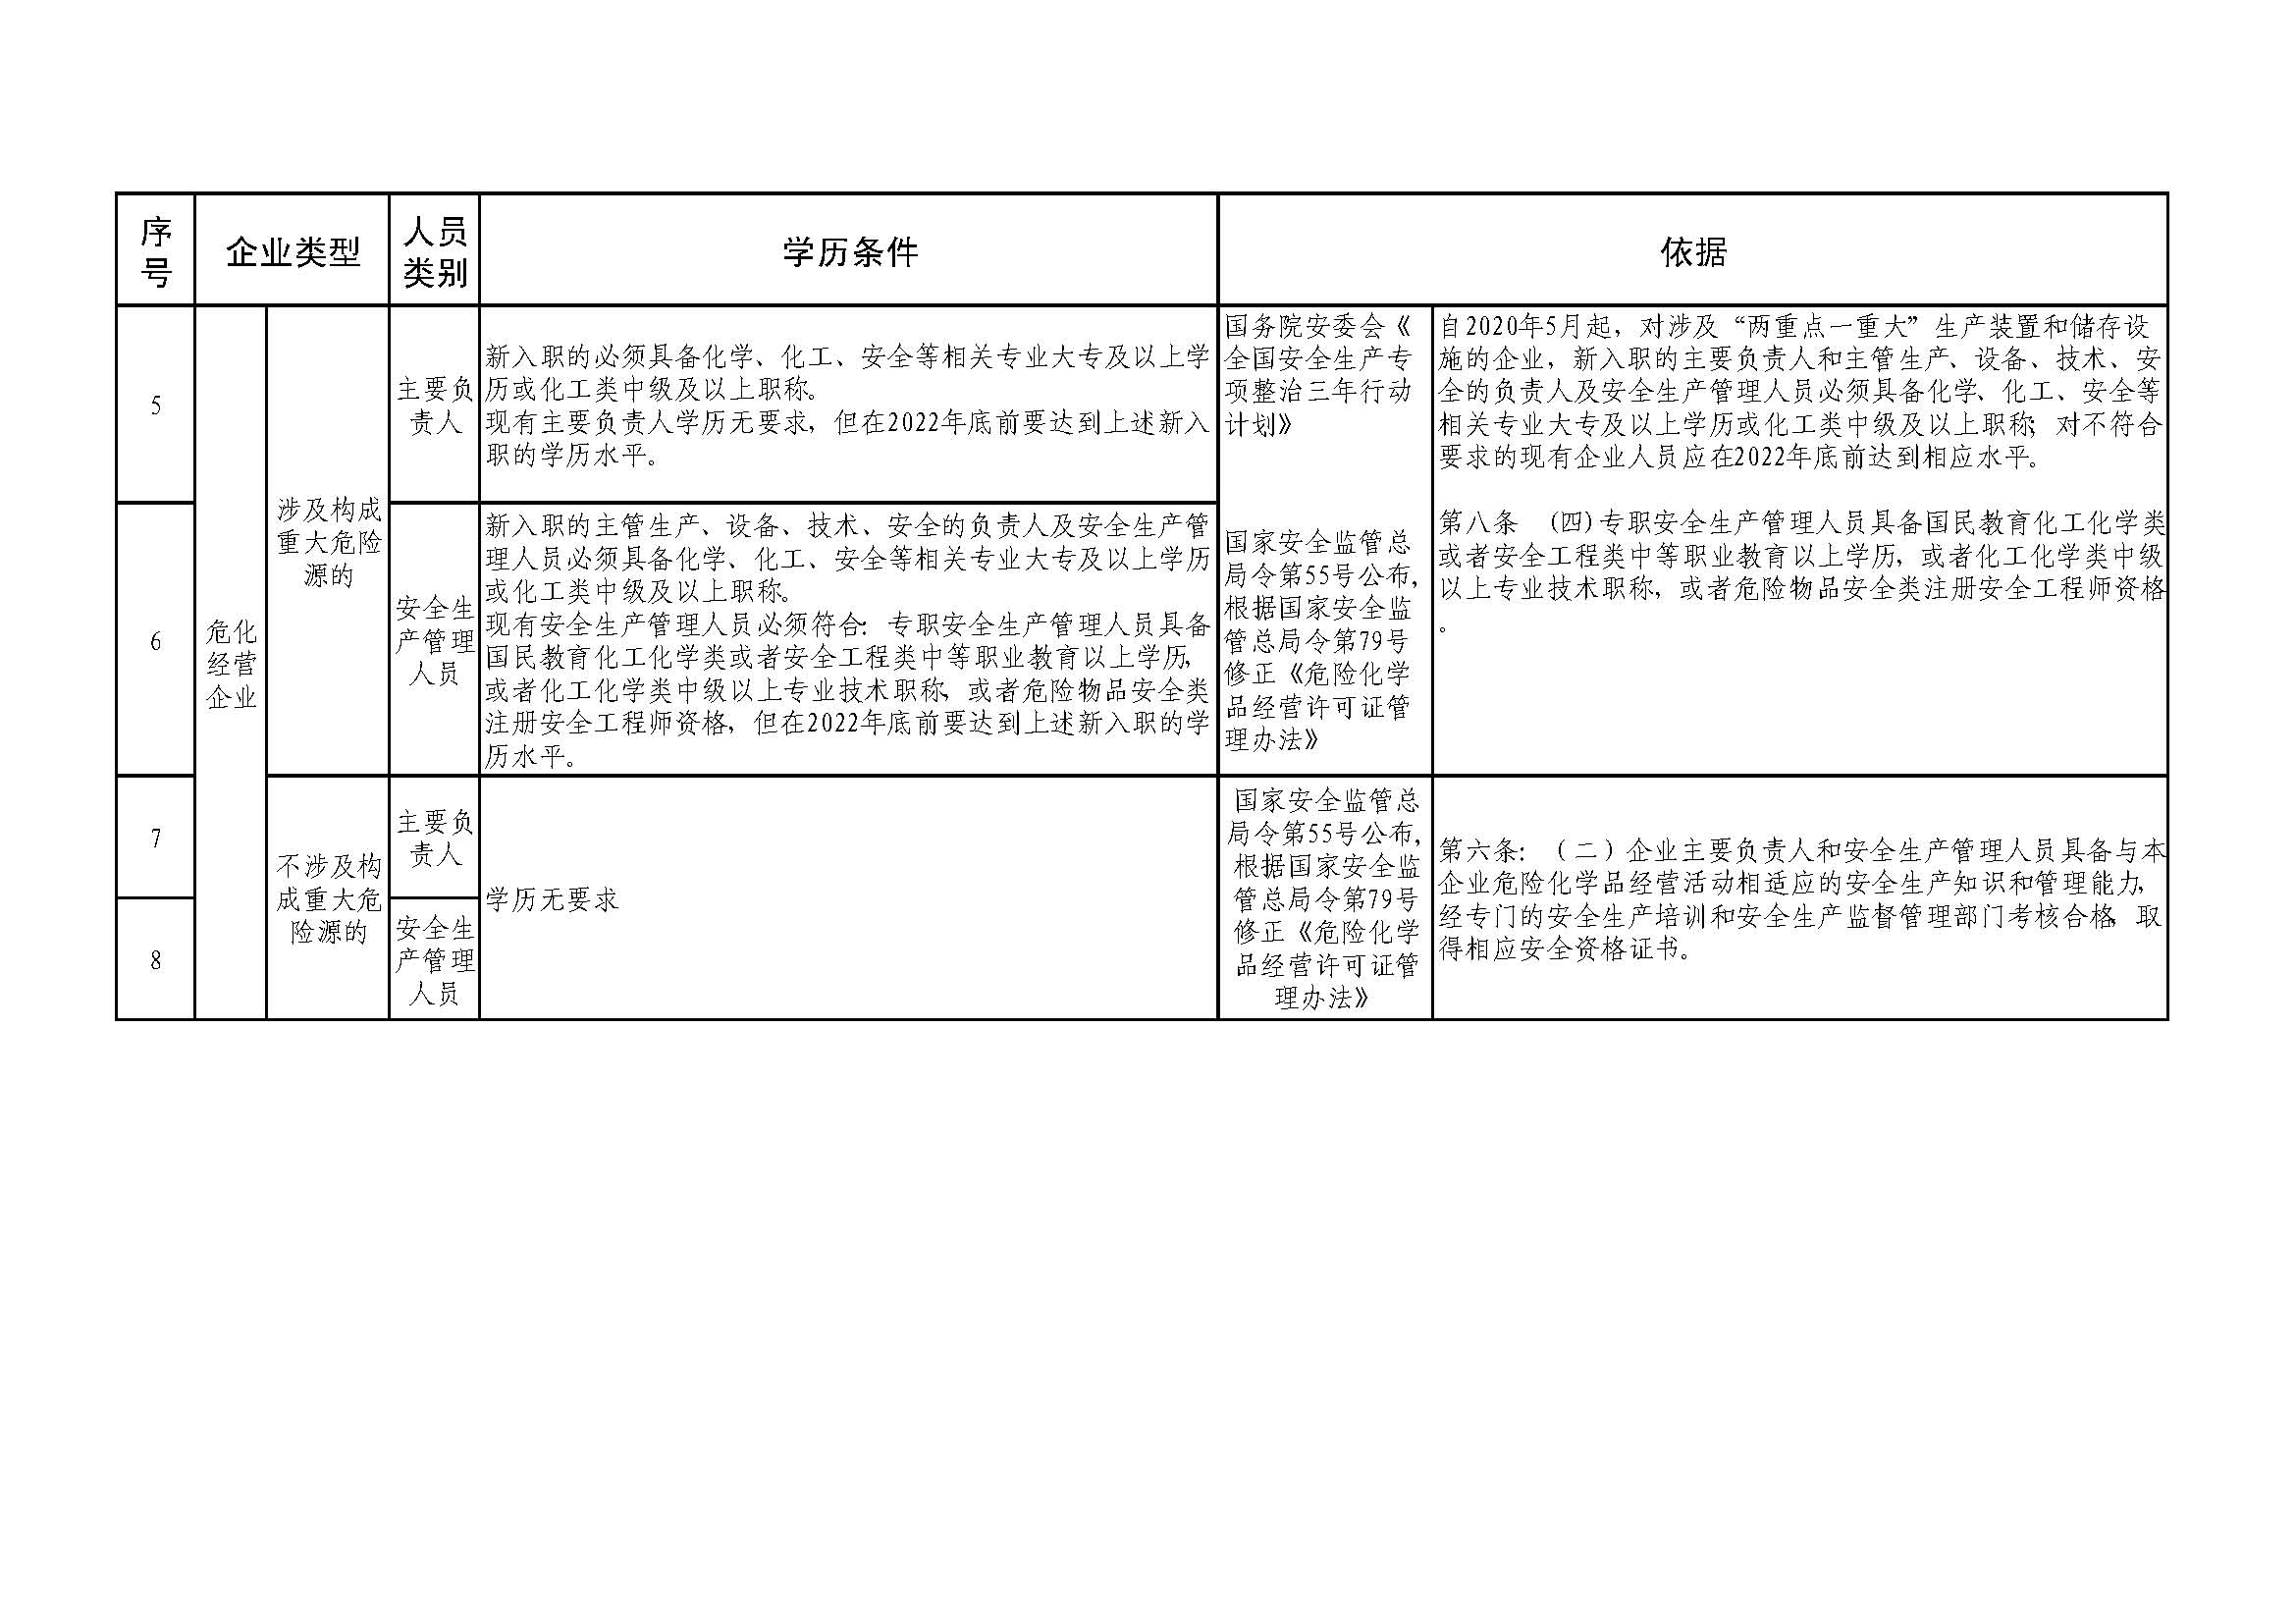 序
号
企业类型
人员
类别
学历条件
依据
5
危化
经营
企业
涉及构成
重大危险
源的
主要负
责人
新入职的必须具备化学、化工、安全等相关专业大专及以上学
历或化工类中级及以上职称。
现有主要负责人学历无要求，但在2022年底前要达到上述新入
职的学历水平。
国务院安委会《
全国安全生产专
项整治三年行动
计划》
国家安全监管总
局令第55号公布，
根据国家安全监
管总局令第79号
修正《危险化学
品经营许可证管
理办法》
自2020年5月起，对涉及“两重点一重大”生产装置和储存设
施的企业，新入职的主要负责人和主管生产、设备、技术、安
全的负责人及安全生产管理人员必须具备化学、化工、安全等
相关专业大专及以上学历或化工类中级及以上职称；对不符合
要求的现有企业人员应在2022年底前达到相应水平。
第八条 (四)专职安全生产管理人员具备国民教育化工化学类
或者安全工程类中等职业教育以上学历，或者化工化学类中级
以上专业技术职称，或者危险物品安全类注册安全工程师资格
。
6
安全生
产管理
人员
新入职的主管生产、设备、技术、安全的负责人及安全生产管
理人员必须具备化学、化工、安全等相关专业大专及以上学历
或化工类中级及以上职称。
现有安全生产管理人员必须符合：专职安全生产管理人员具备
国民教育化工化学类或者安全工程类中等职业教育以上学历，
或者化工化学类中级以上专业技术职称，或者危险物品安全类
注册安全工程师资格，但在2022年底前要达到上述新入职的学
历水平。
7
不涉及构
成重大危
险源的
主要负
责人
学历无要求
国家安全监管总
局令第55号公布，
根据国家安全监
管总局令第79号
修正《危险化学
品经营许可证管
理办法》
第六条：（二）企业主要负责人和安全生产管理人员具备与本
企业危险化学品经营活动相适应的安全生产知识和管理能力，
经专门的安全生产培训和安全生产监督管理部门考核合格，取
得相应安全资格证书。
8
安全生
产管理
人员